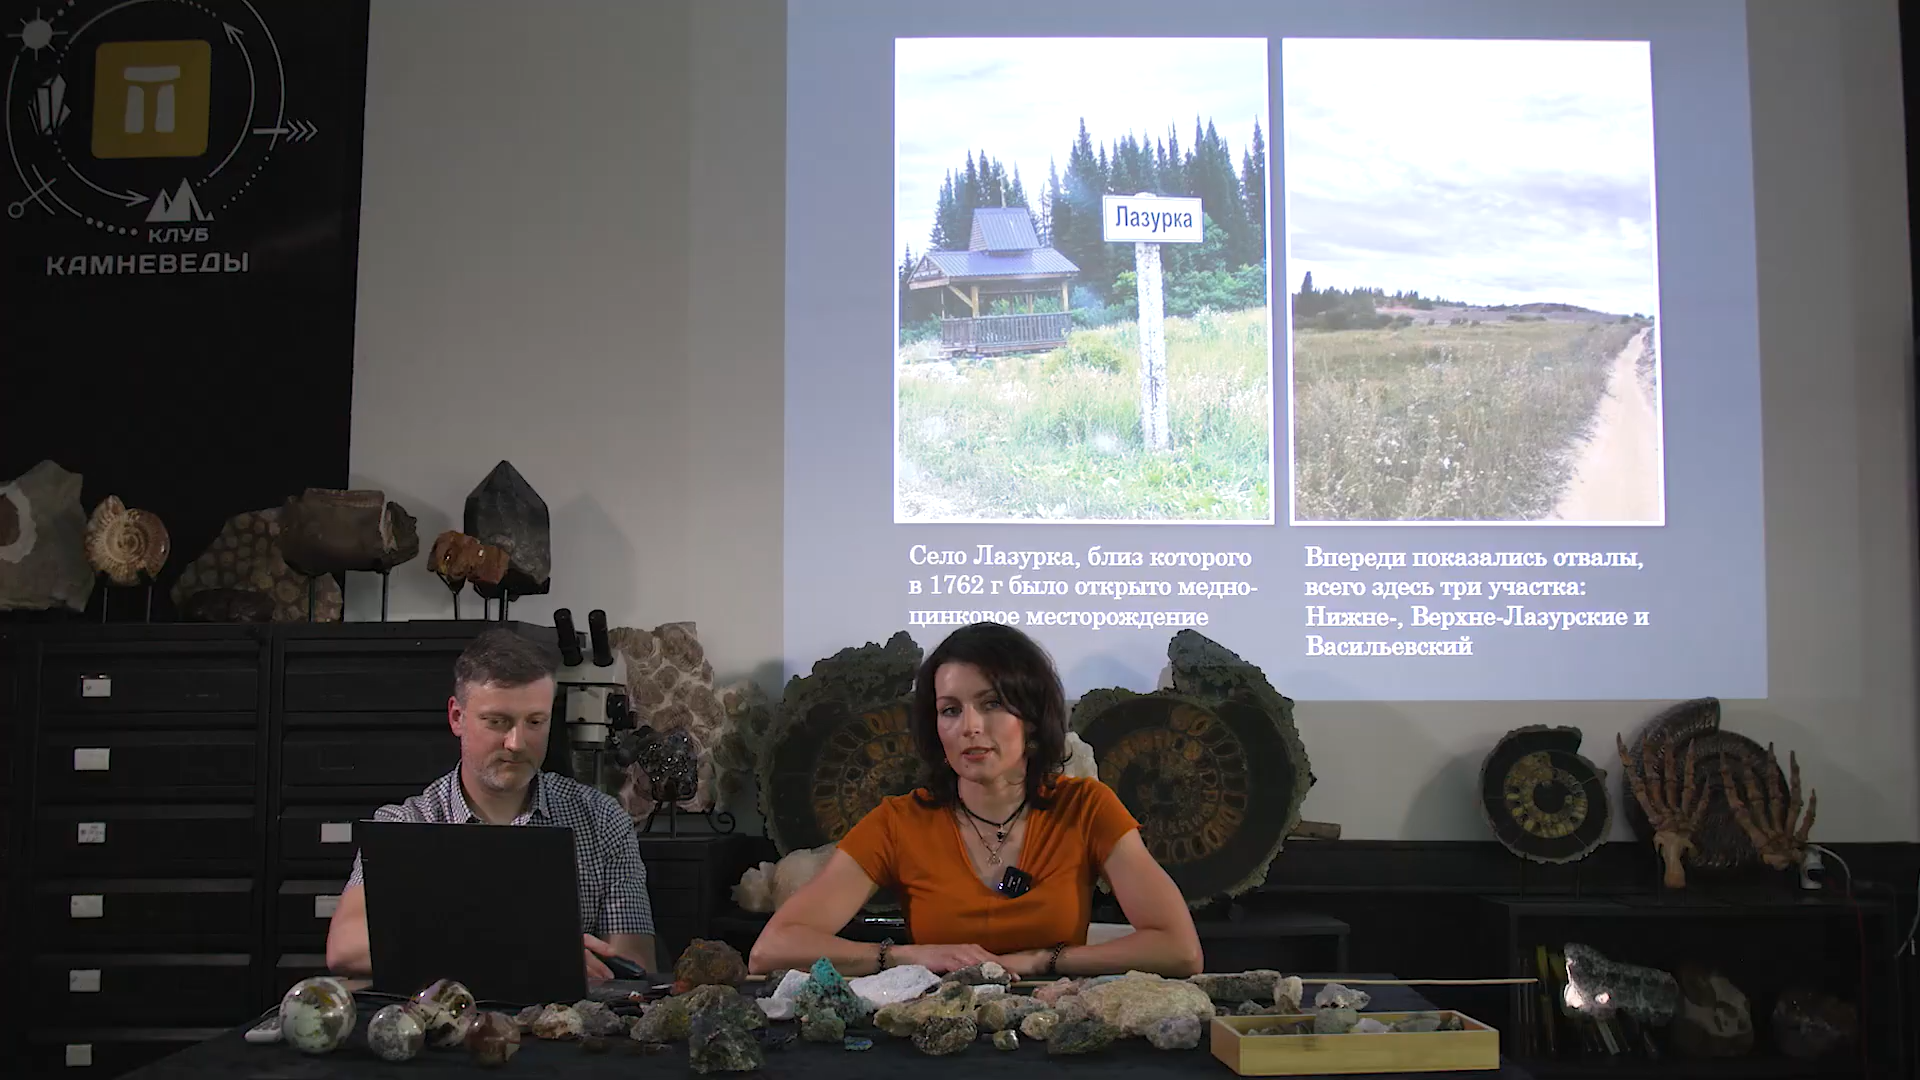 КЛУБ
КАМНЕВЕДЫ
Лазурка
Село Лазурка, близ которого
в 1762 г было открыто медно-
цинковое месторождение
Впереди показались отвалы,
всего здесь три участка:
Нижне-, Верхне-Лазурские и
Васильевский